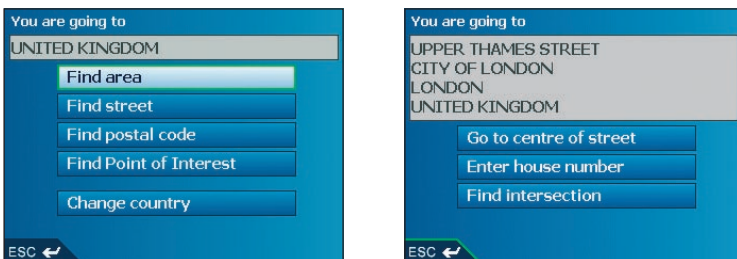 You are going to
UNITED KINGDOM
Find area
Find street
Find postal code
Find Point of Interest
Change country
ESC
You are going to
UPPER THAMES STREET
CITY OF LONDON
LONDON
UNITED KINGDOM
Go to centre of street
Enter house number
Find intersection
ESC